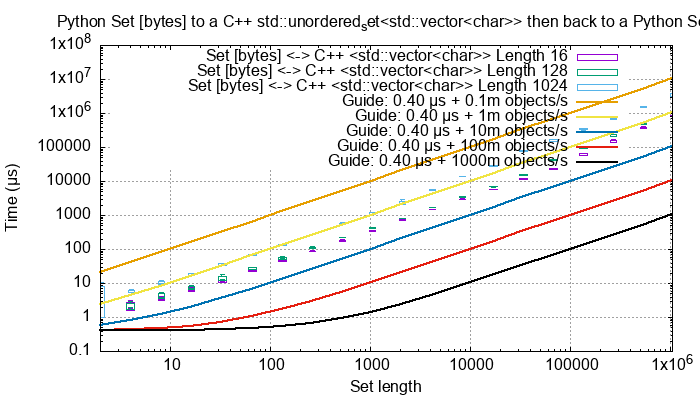 Python Set [bytes] to a C++ std::unordered_set<std::vector<char>> then back to a Python Se
1x10^8
Set [bytes] <-> C++ <std::vector<char>> Length 16
Set [bytes] <-> C++ <std::vector<char>> Length 128
1x10^7
Set [bytes] <-> C++ <std::vector<char>> Length 1024
Guide: 0.40 µs + 0.1m objects/s
1x10^6
Guide: 0.40 µs + 1m objects/s
Guide: 0.40 µs + 10m objects/s
100000
Guide: 0.40 µs + 100m objects/s
Guide: 0.40 µs + 1000m objects/s
10000
1000
100
10
1
0.1
Time (µs)
10 100 1000 10000 100000 1x10^6
Set length